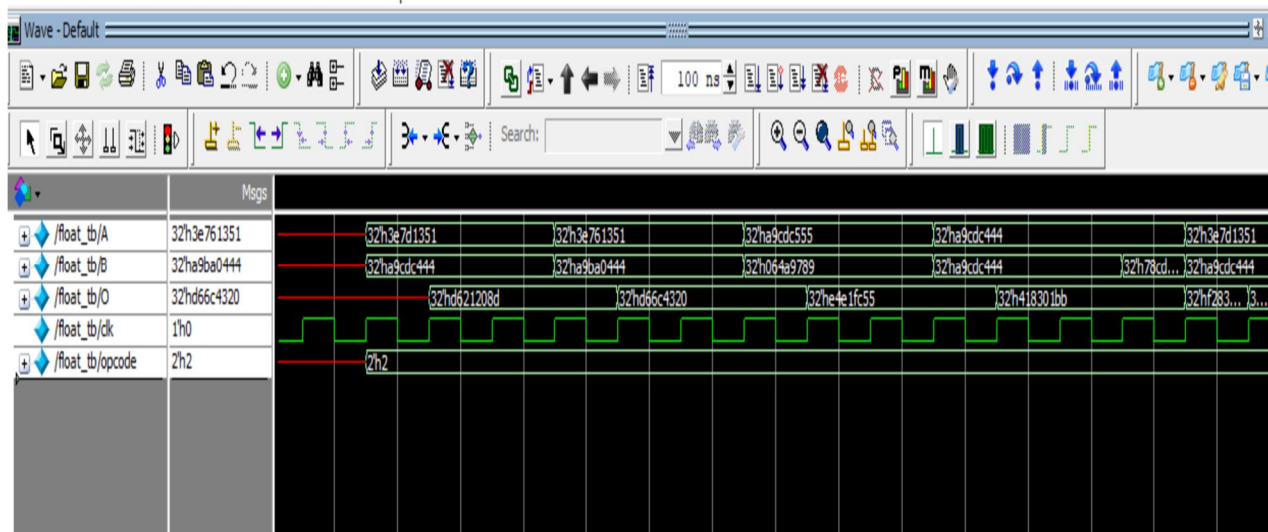 Wave - Default
100 ns
Search:
Msgs
/float_tb/A 32'h3e761351 32'h3e7d1351 32'h3e761351 32'ha9cdc555 32'ha9cdc444 32'h3e7d1351
/float_tb/B 32'ha9ba0444 32'ha9cdc444 32'ha9ba0444 32'h064a9789 32'ha9cdc444 32'h78cd... 32'ha9cdc444
/float_tb/O 32'hd66c4320 32'hd621208d 32'hd66c4320 32'he4e1fc55 32'h418301bb 32'hf283... 3...
/float_tb/clk 1'h0
/float_tb/opcode 2'h2 2'h2